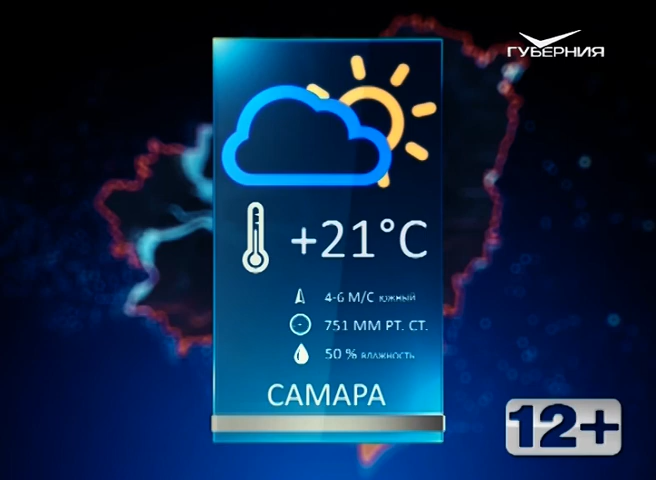 ГУБЕРНИЯ
+21°C
4-6 М/С южный
751 ММ РТ. СТ.
50 % влажность
САМАРА
12+